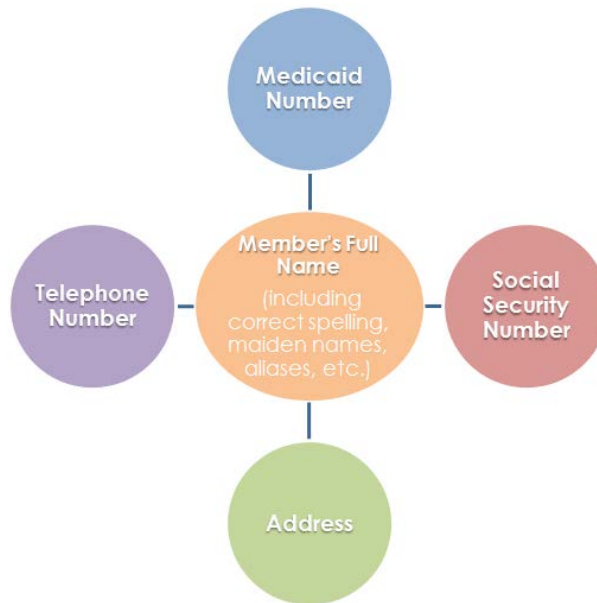 Medicaid
Number
Member's Full
Name
(including
correct spelling,
maiden names,
aliases, etc.)
Telephone
Number
Social
Security
Number
Address